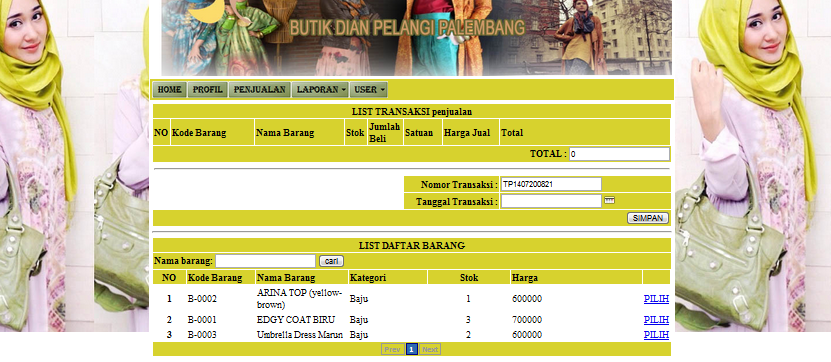 BUTIK DIAN PELANGI PALEMBANG
HOME PROFIL PENJUALAN LAPORAN USER
LIST TRANSAKSI penjualan
NO Kode Barang Nama Barang Stok Jumlah Beli Satuan Harga Jual Total
TOTAL : 0
Nomor Transaksi : TP1407200821
Tanggal Transaksi :
SIMPAN
LIST DAFTAR BARANG
Nama barang: cari
NO Kode Barang Nama Barang Kategori Stok Harga
1 B-0002 ARINA TOP (yellow-brown) Baju 1 600000 PILIH
2 B-0001 EDGY COAT BIRU Baju 3 700000 PILIH
3 B-0003 Umbrella Dress Marun Baju 2 600000 PILIH
Prev 1 Next